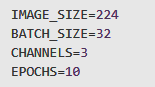 IMAGE_SIZE=224
BATCH_SIZE=32
CHANNELS=3
EPOCHS=10